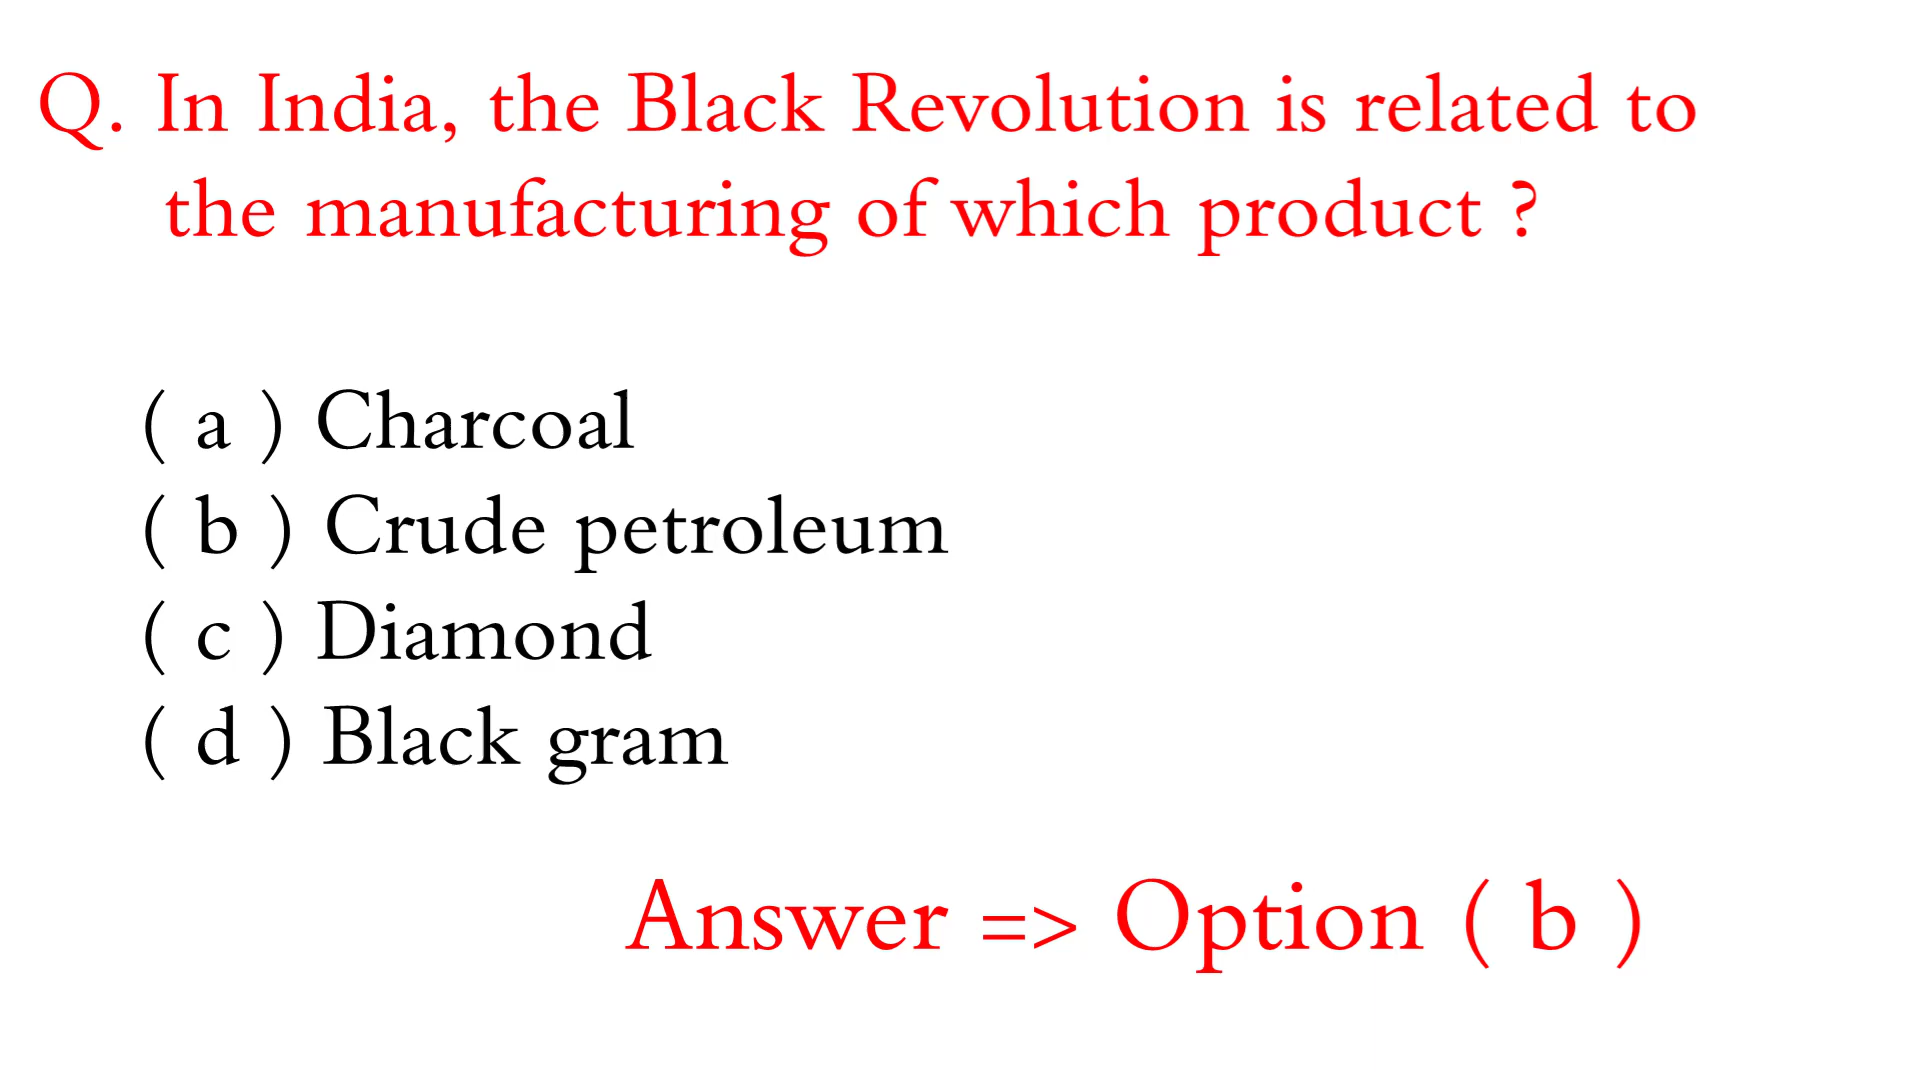 Q. In India, the Black Revolution is related to
the manufacturing of which product ?
( a ) Charcoal
( b ) Crude petroleum
( c ) Diamond
( d ) Black gram
Answer => Option ( b )